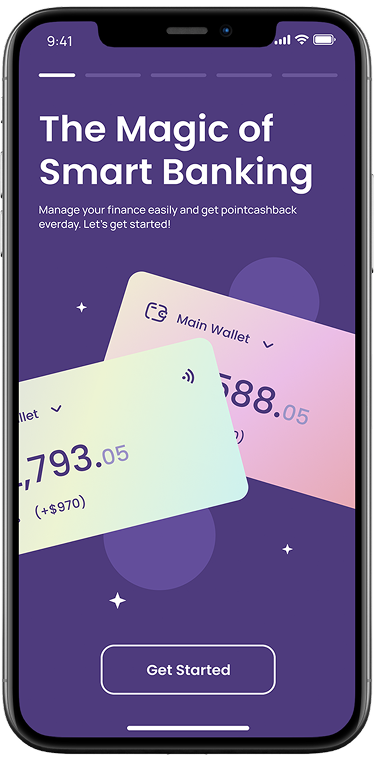 9:41
The Magic of
Smart Banking
Manage your finance easily and get pointcashback
everday. Let's get started!
Main Wallet
588.05
,793.05
(+$970)
Get Started